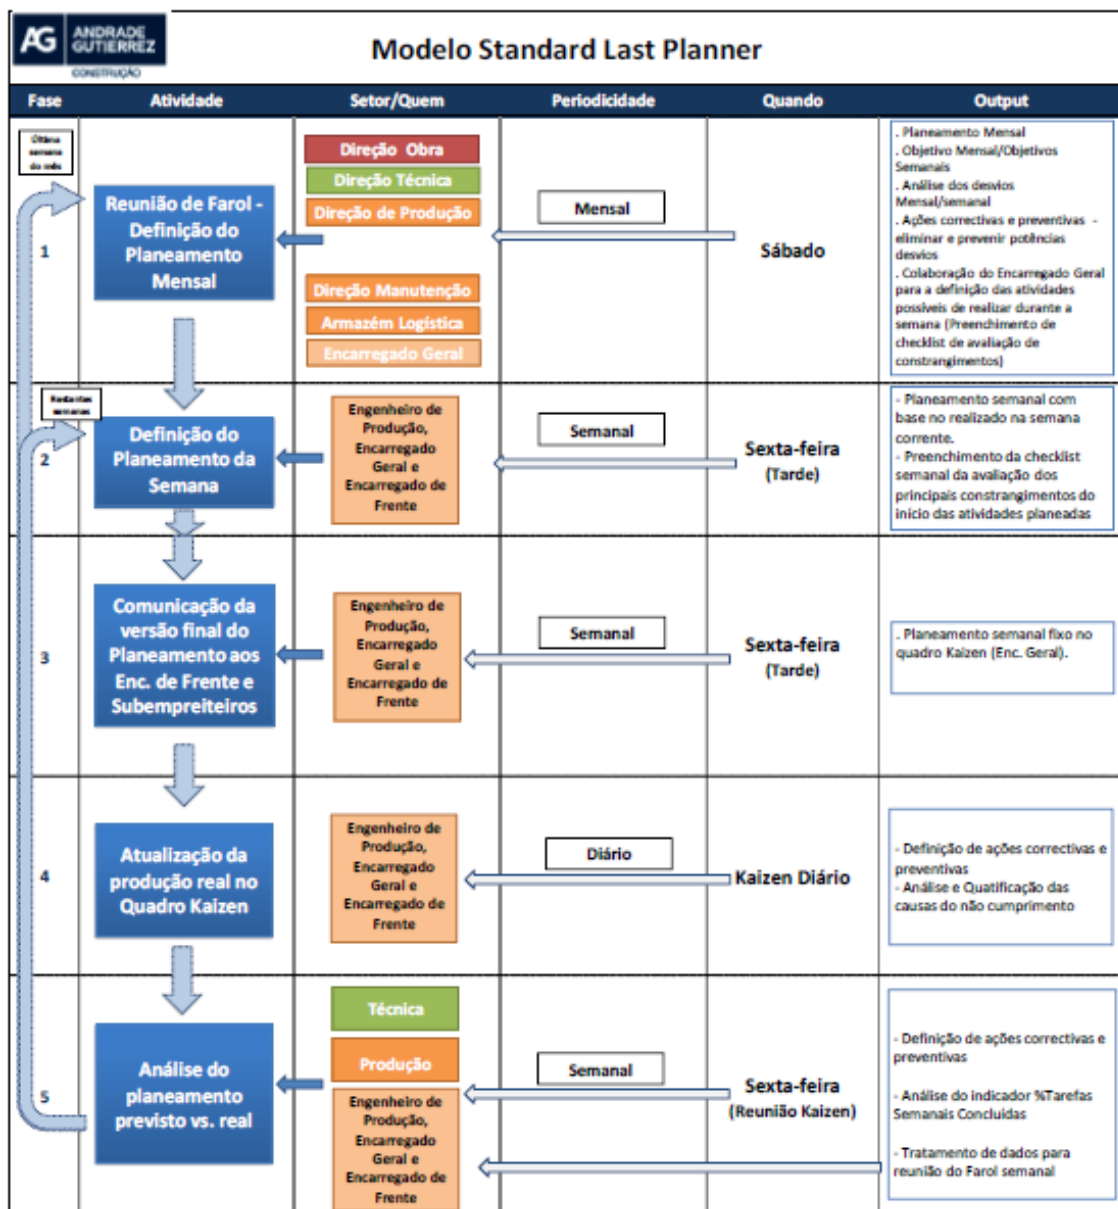 AG
ANDRADE
GUTIERREZ
CONSTRUÇÃO
Modelo Standard Last Planner
Fase
Atividade
Setor/Quem
Periodicidade
Quando
Output
Última
semana
do mês
1
Reunião de Farol -
Definição do
Planeamento
Mensal
Direção Obra
Direção Técnica
Direção de Produção
Direção Manutenção
Armazém Logística
Encarregado Geral
Mensal
Sábado
. Planeamento Mensal
. Objetivo Mensal/Objetivos
Semanais
. Análise dos desvios
Mensal/semanal
. Ações correctivas e preventivas -
eliminar e prevenir potências
desvios
. Colaboração do Encarregado Geral
para a definição das atividades
possíveis de realizar durante a
semana (Preenchimento de
checklist de avaliação de
constrangimentos)
Restantes
semanas
2
Definição do
Planeamento da
Semana
Engenheiro de
Produção,
Encarregado
Geral e
Encarregado de
Frente
Semanal
Sexta-feira
(Tarde)
- Planeamento semanal com
base no realizado na semana
corrente.
- Preenchimento da checklist
semanal da avaliação dos
principais constrangimentos do
início das atividades planeadas
3
Comunicação da
versão final do
Planeamento aos
Enc. de Frente e
Subempreiteiros
Engenheiro de
Produção,
Encarregado
Geral e
Encarregado de
Frente
Semanal
Sexta-feira
(Tarde)
. Planeamento semanal fixo no
quadro Kaizen (Enc. Geral).
4
Atualização da
produção real no
Quadro Kaizen
Engenheiro de
Produção,
Encarregado
Geral e
Encarregado de
Frente
Diário
Kaizen Diário
- Definição de ações correctivas e
preventivas
- Análise e Quatificação das
causas do não cumprimento
5
Análise do
planeamento
previsto vs. real
Técnica
Produção
Engenheiro de
Produção,
Encarregado
Geral e
Encarregado de
Frente
Semanal
Sexta-feira
(Reunião Kaizen)
- Definição de ações correctivas e
preventivas
- Análise do indicador %Tarefas
Semanais Concluídas
- Tratamento de dados para
reunião do Farol semanal